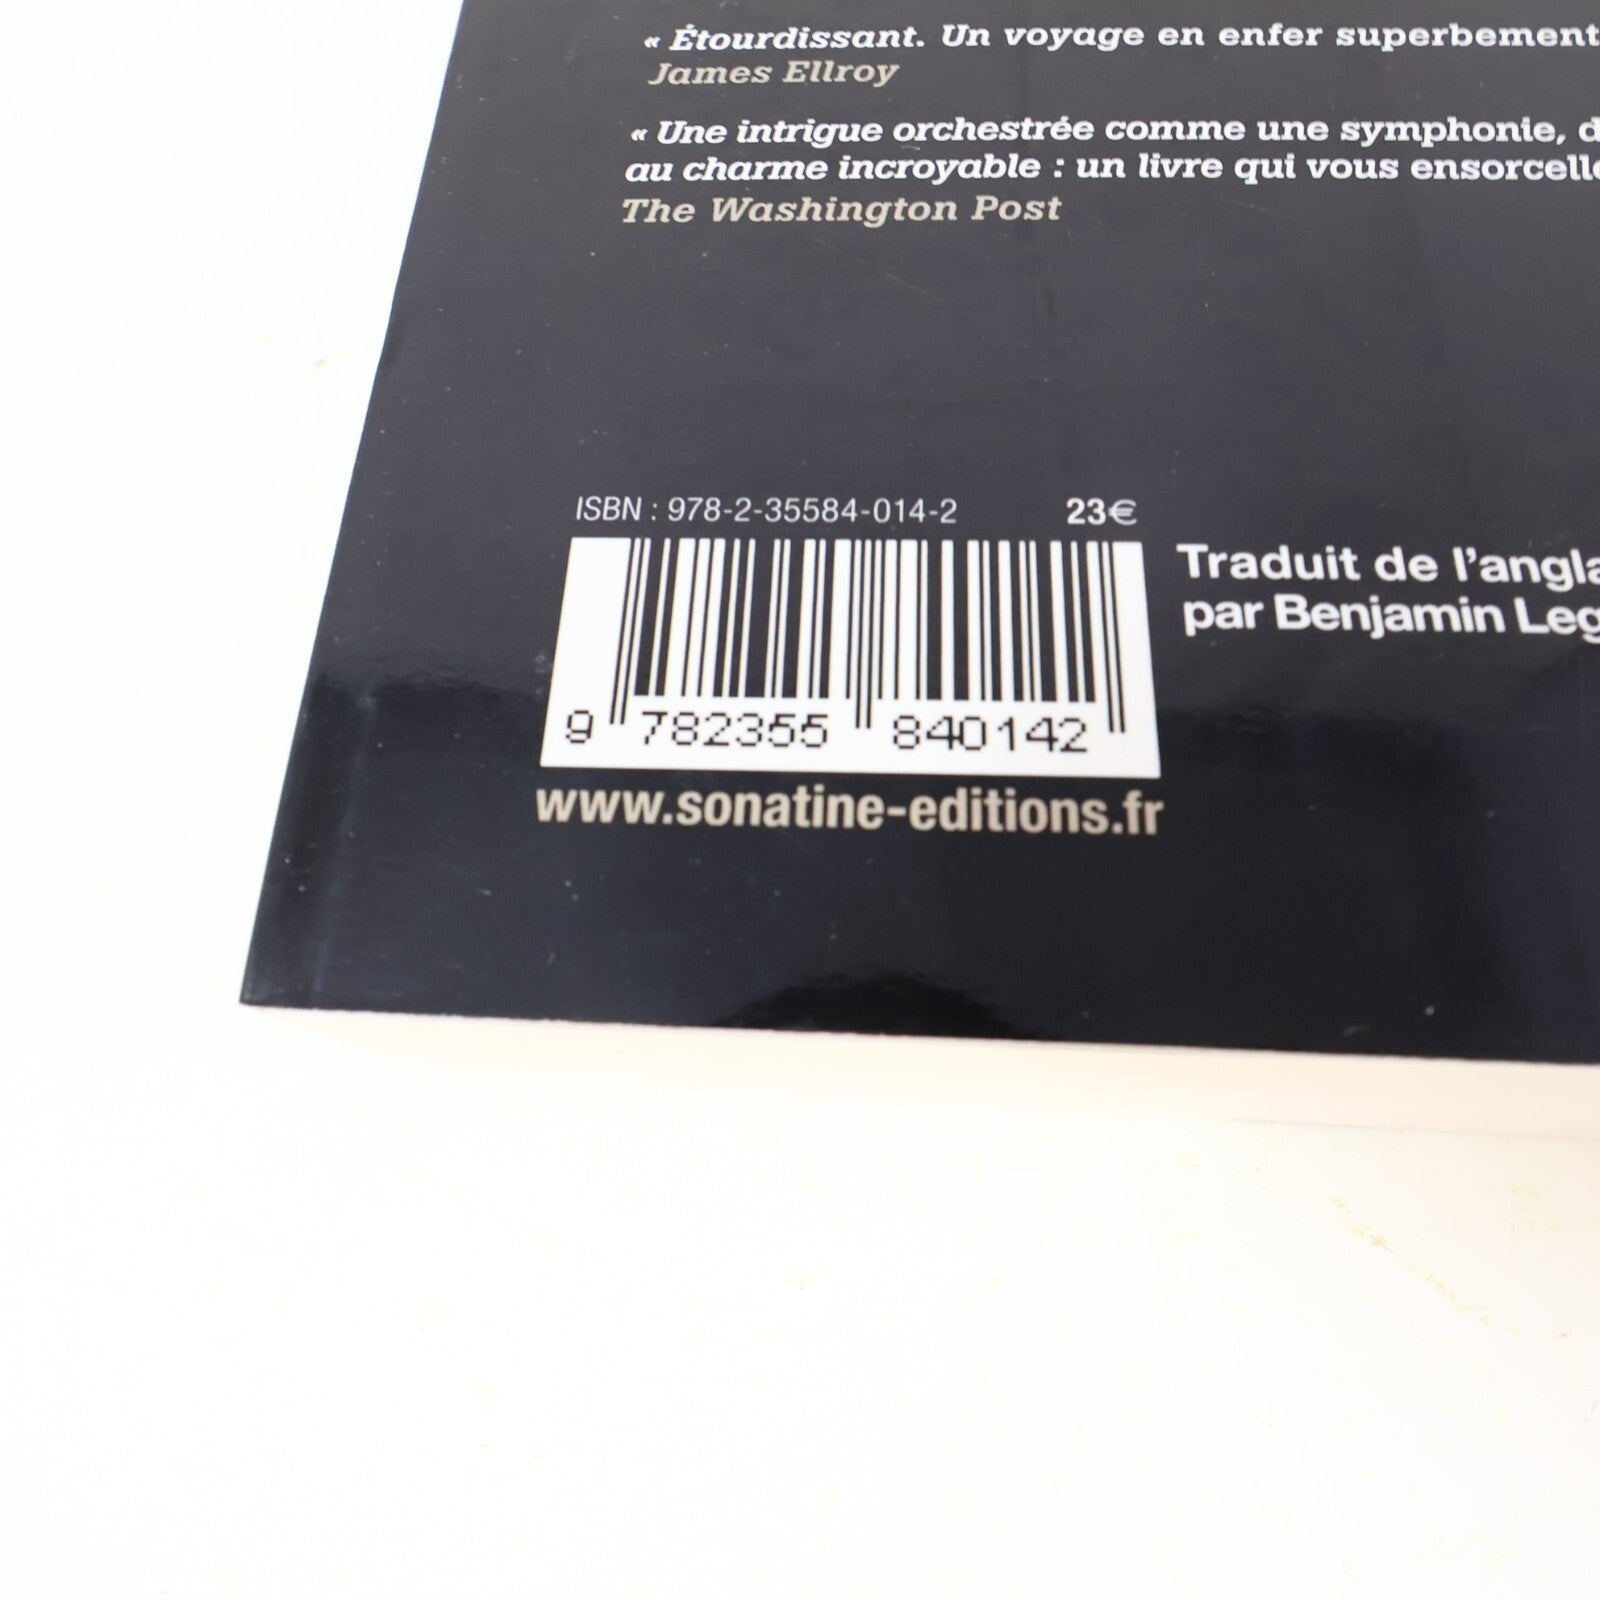 « Étourdissant. Un voyage en enfer superbement
James Ellroy
« Une intrigue orchestrée comme une symphonie,
au charme incroyable : un livre qui vous ensorcelle
The Washington Post
ISBN : 978-2-35584-014-2 23€
Traduit de l'angla
par Benjamin Leg
9 782355 840142
www.sonatine-editions.fr